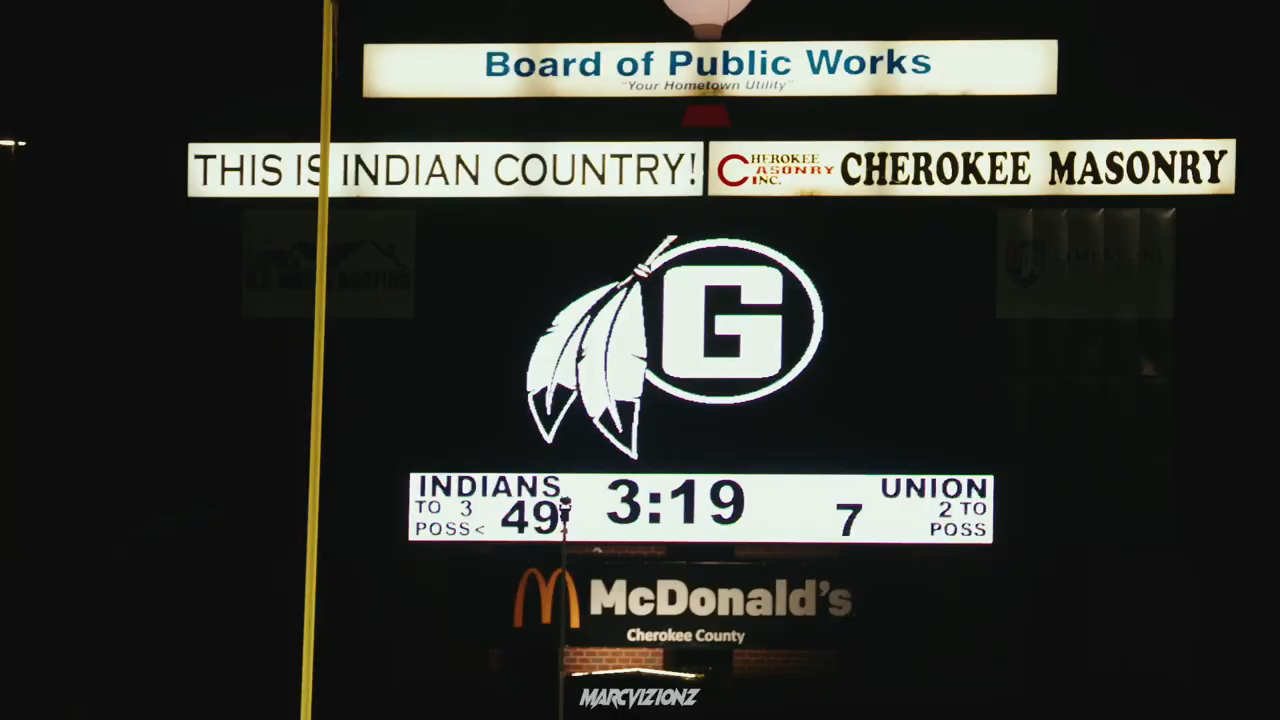 Board of Public Works
"Your Hometown Utility"
THIS IS INDIAN COUNTRY!
CHEROKEE
MASONRY
INC.
CHEROKEE MASONRY
G
INDIANS 3:19 UNION
TO 3 49 7 2 TO
POSS< POSS
McDonald's
Cherokee County
MARCVIZIONZ